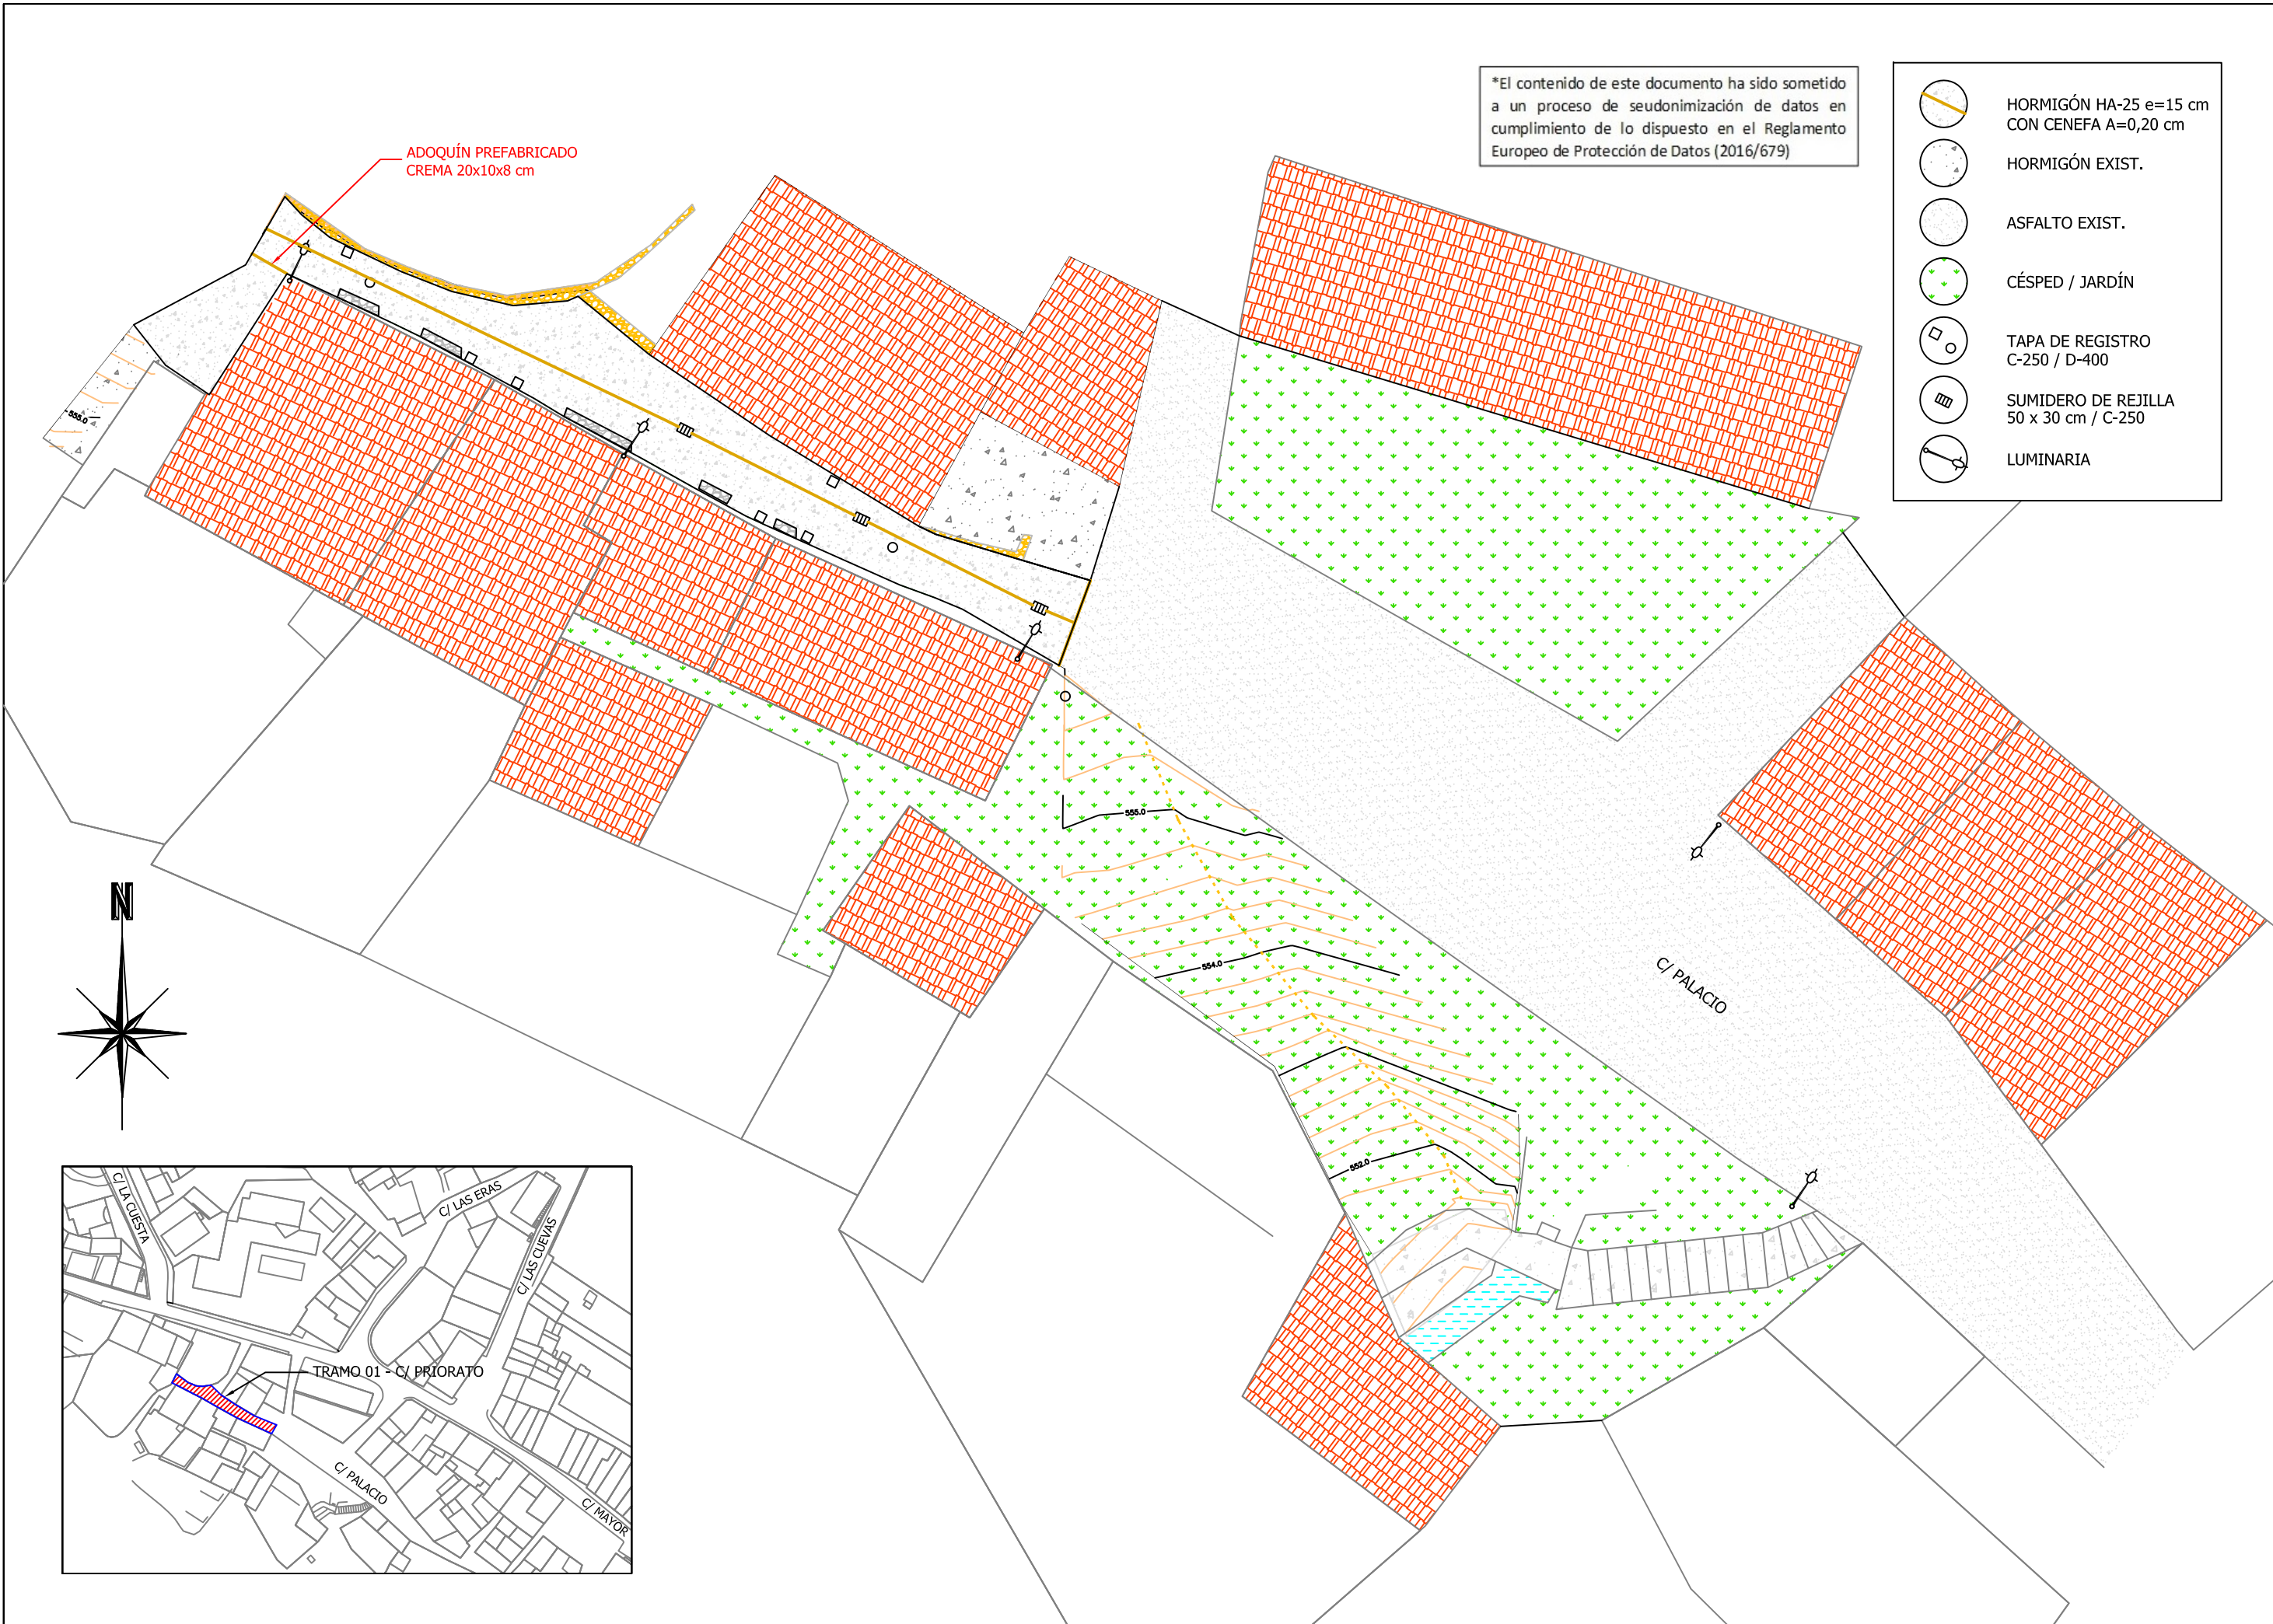 *El contenido de este documento ha sido sometido
a un proceso de seudonimización de datos en
cumplimiento de lo dispuesto en el Reglamento
Europeo de Protección de Datos (2016/679)
HORMIGÓN HA-25 e=15 cm
CON CENEFA A=0,20 cm
HORMIGÓN EXIST.
ASFALTO EXIST.
CÉSPED / JARDÍN
TAPA DE REGISTRO
C-250 / D-400
SUMIDERO DE REJILLA
50 x 30 cm / C-250
LUMINARIA
ADOQUÍN PREFABRICADO
CREMA 20x10x8 cm
555.0
555.0
554.0
552.0
C/ PALACIO
N
C/ LA CUESTA
C/ LAS ERAS
C/ LAS CUEVAS
TRAMO 01 - C/ PRIORATO
C/ PALACIO
C/ MAYOR